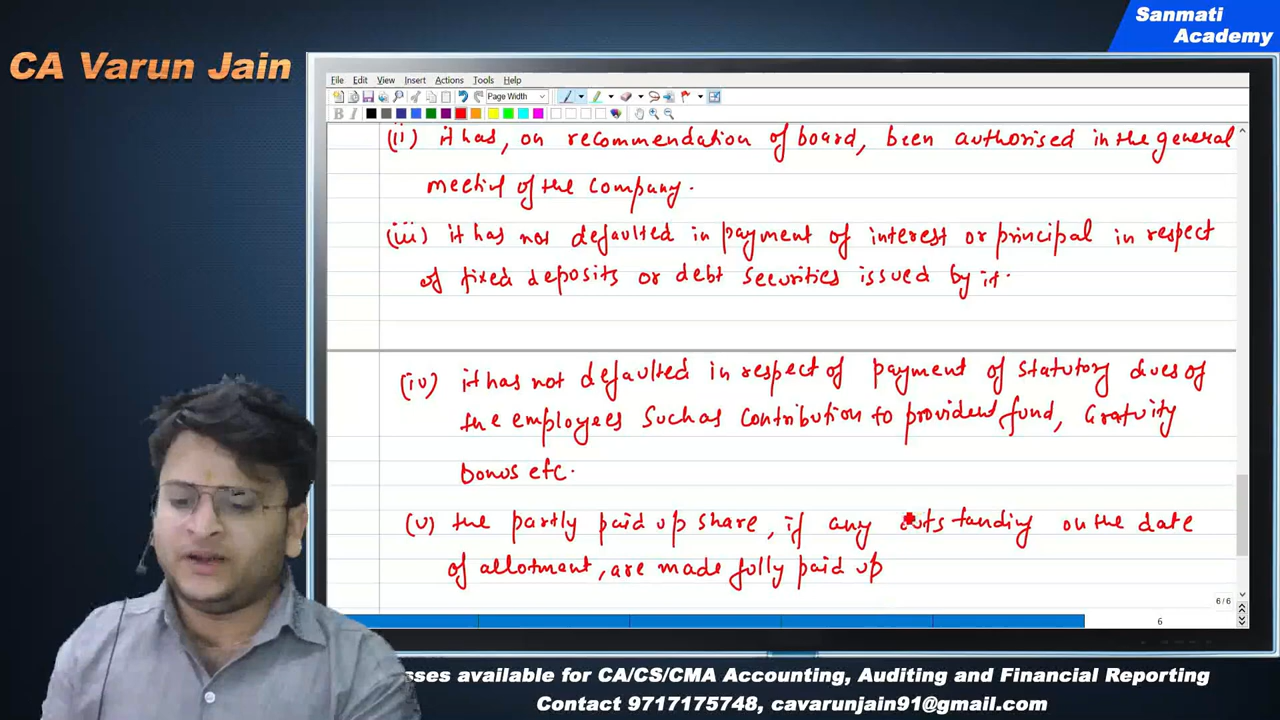 Sanmati
Academy
CA Varun Jain
File Edit View Insert Actions Tools Help
Page Width
B I
(ii) it has, on recommendation of board, been authorised in the general
meeting of the company.
(iii) it has not defaulted in payment of interest or principal in respect
of fixed deposits or debt securities issued by it.
(iv) it has not defaulted in respect of payment of statutory dues of
the employees such as contribution to provident fund, Gratuity
bonus etc.
(v) the partly paid up share, if any outstanding on the date
of allotment, are made fully paid up
6/6
6
sses available for CA/CS/CMA Accounting, Auditing and Financial Reporting
Contact 9717175748, cavarunjain91@gmail.com